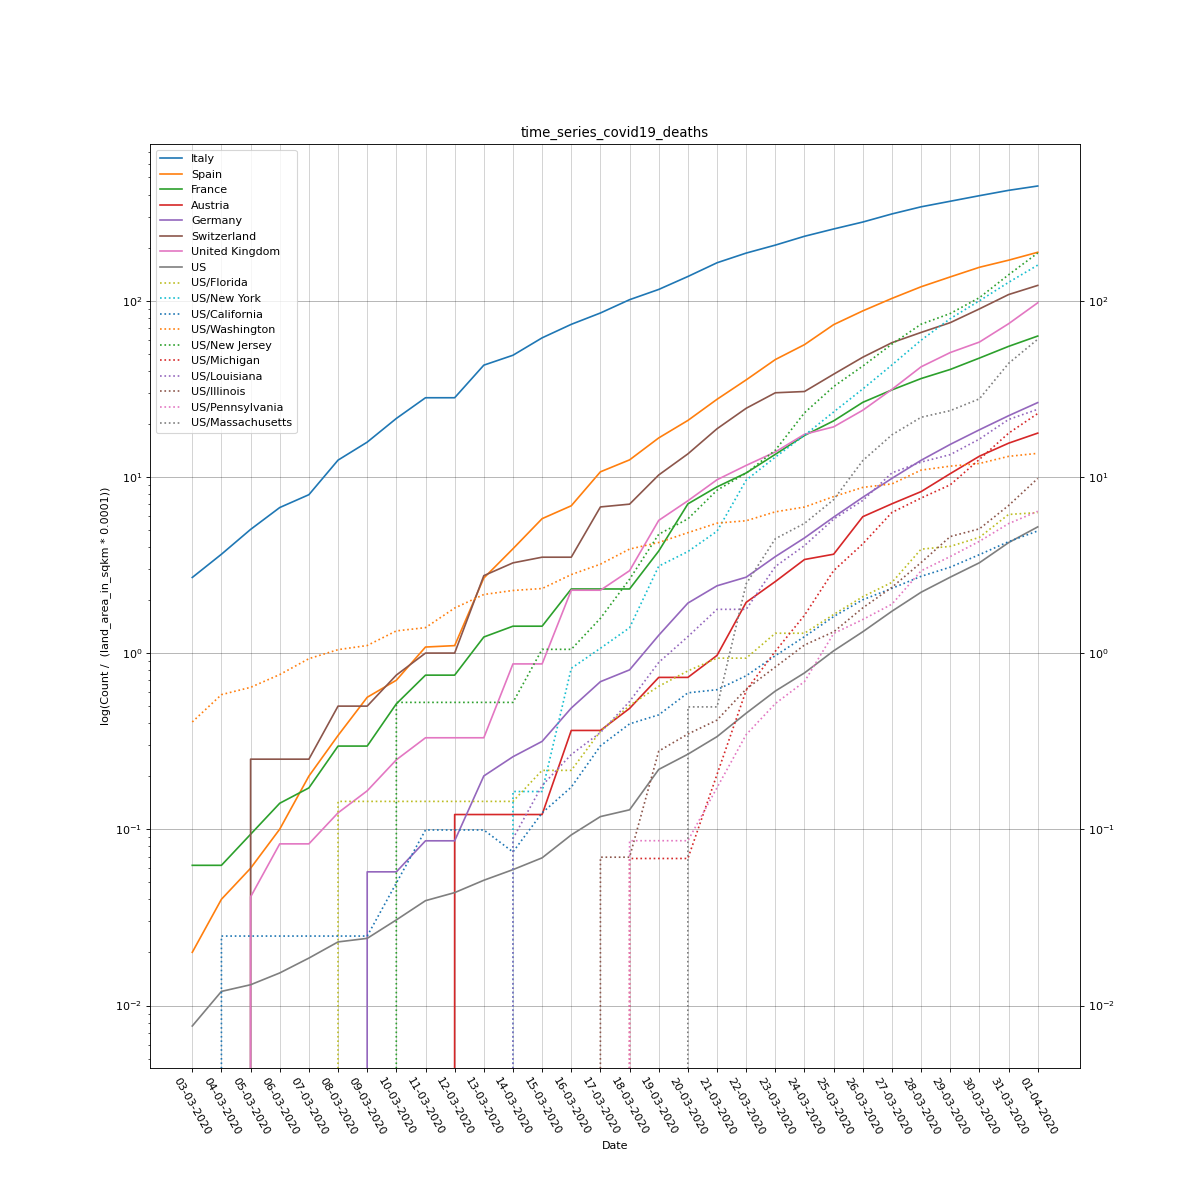 time_series_covid19_deaths
Italy
Spain
France
Austria
Germany
Switzerland
United Kingdom
US
US/Florida
US/New York
US/California
US/Washington
US/New Jersey
US/Michigan
US/Louisiana
US/Illinois
US/Pennsylvania
US/Massachusetts
10² 10²
10¹ 10¹
10⁰ 10⁰
10⁻¹ 10⁻¹
10⁻² 10⁻²
log(Count / (land_area_in_sqkm * 0.0001))
03-03-2020
04-03-2020
05-03-2020
06-03-2020
07-03-2020
08-03-2020
09-03-2020
10-03-2020
11-03-2020
12-03-2020
13-03-2020
14-03-2020
15-03-2020
16-03-2020
17-03-2020
18-03-2020
19-03-2020
20-03-2020
21-03-2020
22-03-2020
23-03-2020
24-03-2020
25-03-2020
26-03-2020
27-03-2020
28-03-2020
29-03-2020
30-03-2020
31-03-2020
01-04-2020
Date